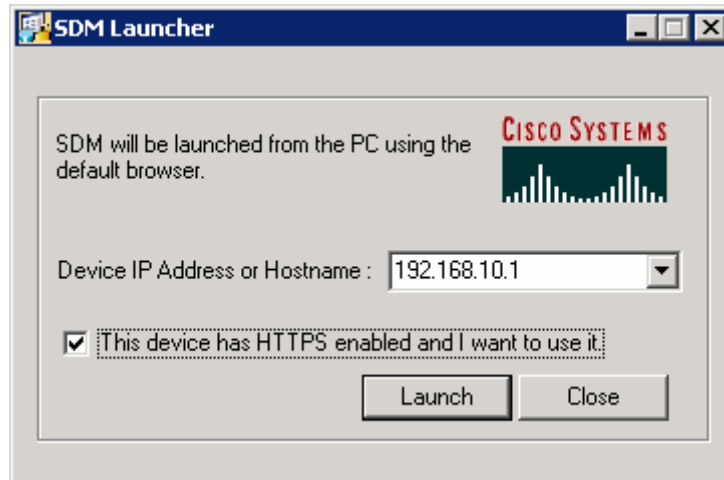 SDM Launcher
CISCO SYSTEMS
SDM will be launched from the PC using the
default browser.
Device IP Address or Hostname : 192.168.10.1
This device has HTTPS enabled and I want to use it.
Launch Close